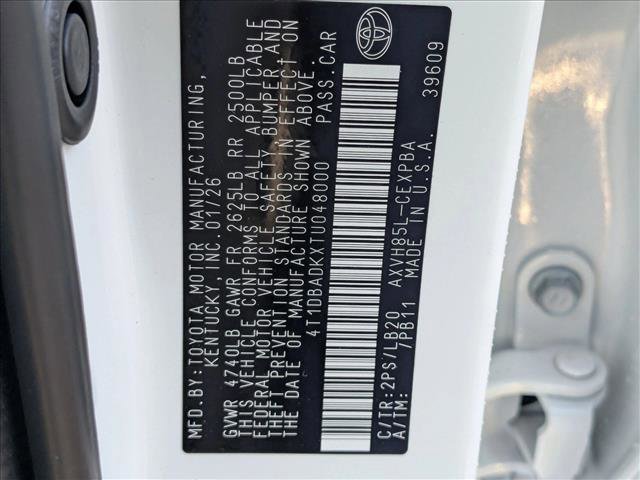 MFD.BY:TOYOTA MOTOR MANUFACTURING,
KENTUCKY, INC. 01/26
GVWR 4740LB GAWR FR 2625LB RR 2500LB
THIS VEHICLE CONFORMS TO ALL APPLICABLE
FEDERAL MOTOR VEHICLE SAFETY, BUMPER, AND
THEFT PREVENTION STANDARDS IN EFFECT ON
THE DATE OF MANUFACTURE SHOWN ABOVE.
4T1DBADKXTU048000 PASS.CAR
C/TR:2PS/LB20 AXVH85L-CEXPBA
A/TM: /PB11 MADE IN U.S.A. 39609